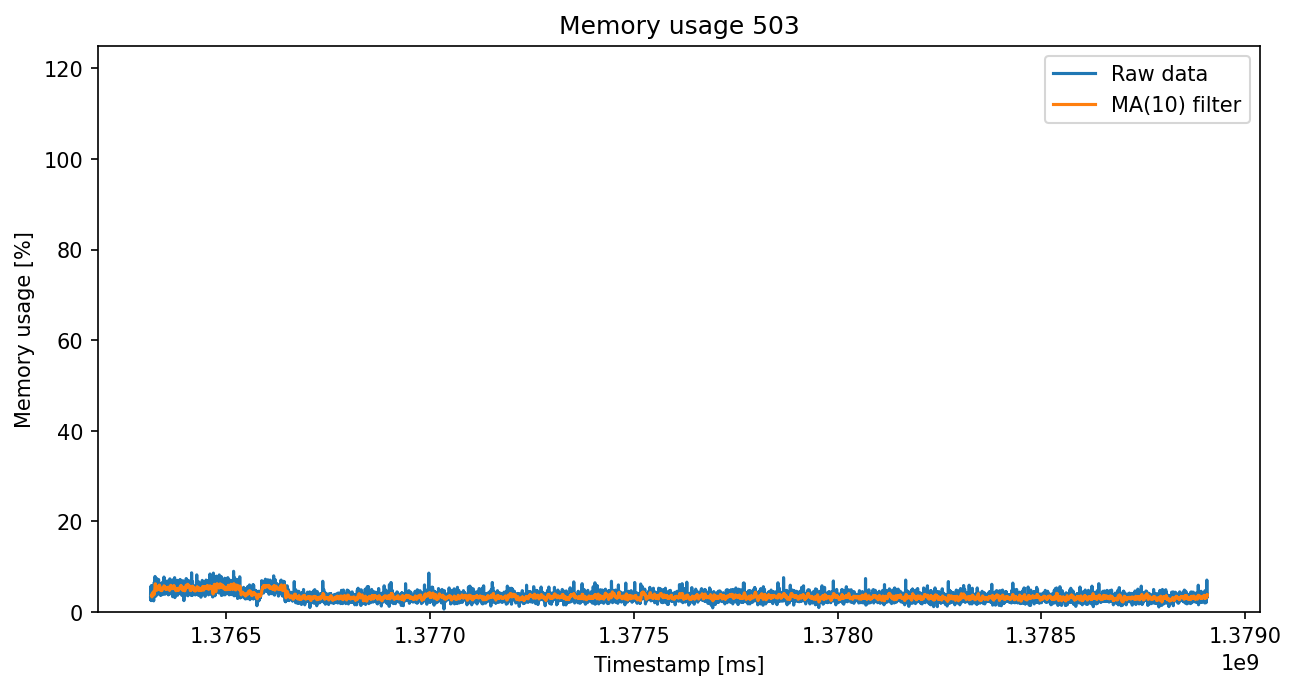 Memory usage 503
Raw data
MA(10) filter
Memory usage [%]
120
100
80
60
40
20
0
1.3765 1.3770 1.3775 1.3780 1.3785 1.3790
1e9
Timestamp [ms]